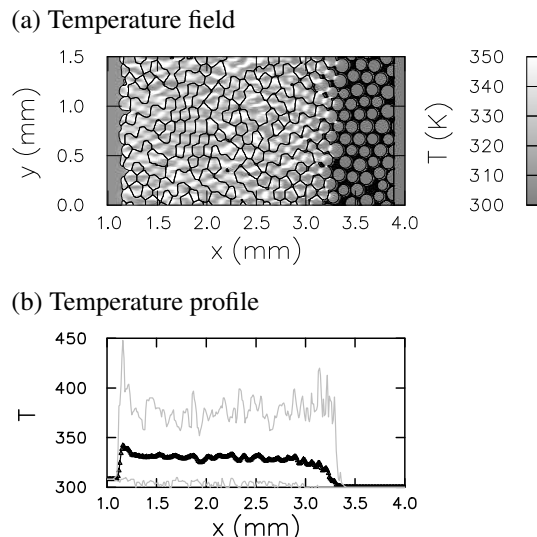 (a) Temperature field
1.5
1.0
0.5
0.0
y (mm)
1.0 1.5 2.0 2.5 3.0 3.5 4.0
x (mm)
350
340
330
320
310
300
T (K)
(b) Temperature profile
450
400
350
300
T
1.0 1.5 2.0 2.5 3.0 3.5 4.0
x (mm)